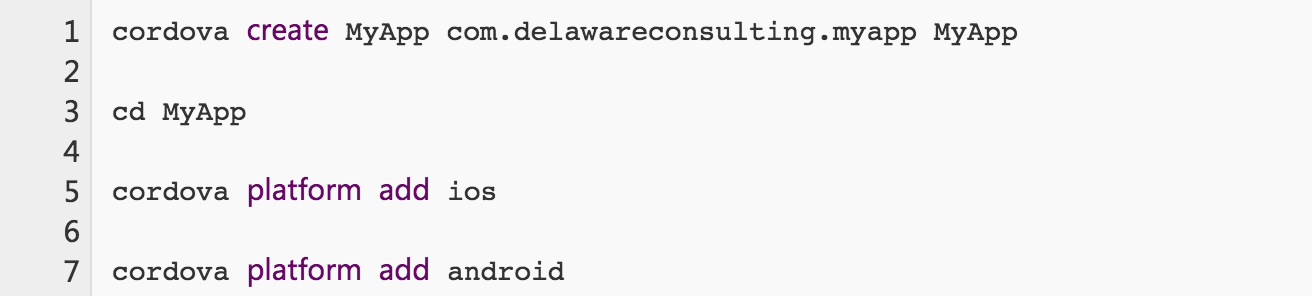 1 cordova create MyApp com.delawareconsulting.myapp MyApp
2
3 cd MyApp
4
5 cordova platform add ios
6
7 cordova platform add android